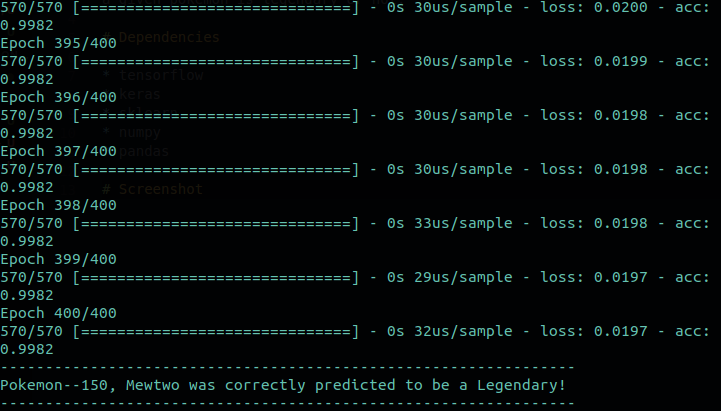 570/570 [==============================] - 0s 30us/sample - loss: 0.0200 - acc:
0.9982
# Dependencies
Epoch 395/400
570/570 [==============================] - 0s 30us/sample - loss: 0.0199 - acc:
* tensorflow
0.9982
keras
Epoch 396/400
570/570 [==============================] - 0s 30us/sample - loss: 0.0198 - acc:
* numpy
0.9982
pandas
Epoch 397/400
570/570 [==============================] - 0s 30us/sample - loss: 0.0198 - acc:
0.9982
# Screenshot
Epoch 398/400
570/570 [==============================] - 0s 33us/sample - loss: 0.0198 - acc:
0.9982
Epoch 399/400
570/570 [==============================] - 0s 29us/sample - loss: 0.0197 - acc:
0.9982
Epoch 400/400
570/570 [==============================] - 0s 32us/sample - loss: 0.0197 - acc:
0.9982
----------------------------------------------------------------
Pokemon--150, Mewtwo was correctly predicted to be a Legendary!
----------------------------------------------------------------